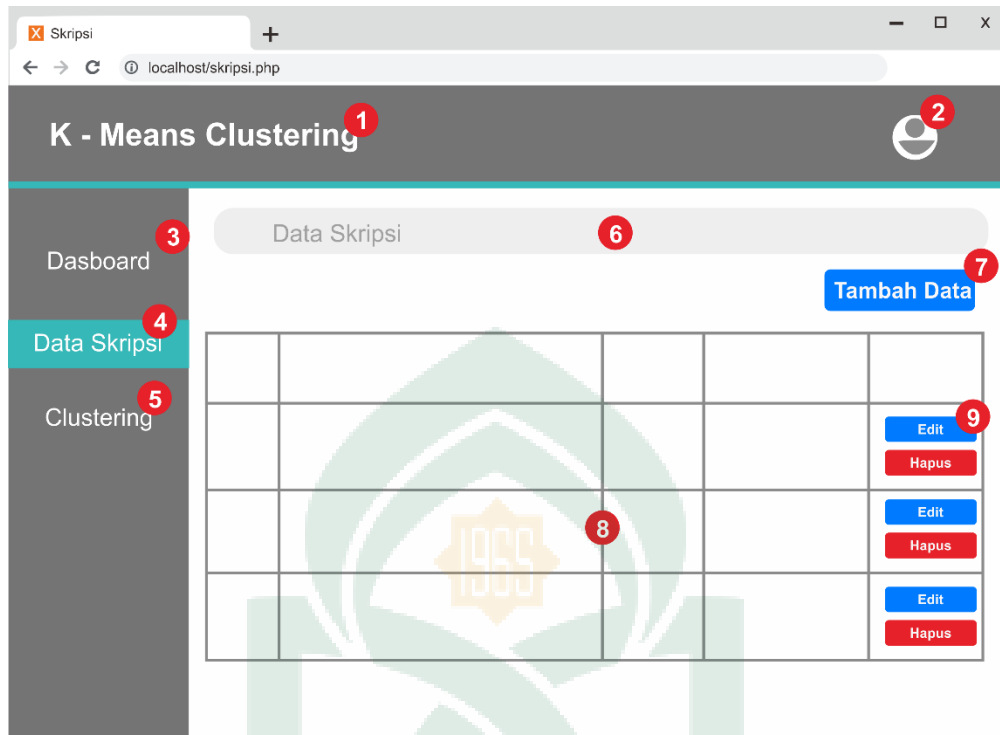 X Skripsi +
X
localhost/skripsi.php
K - Means Clustering 1
2
3
Dasboard
Data Skripsi 6
7
Tambah Data
4
Data Skripsi
5
Clustering
9
Edit
Hapus
8
1965
Edit
Hapus
Edit
Hapus